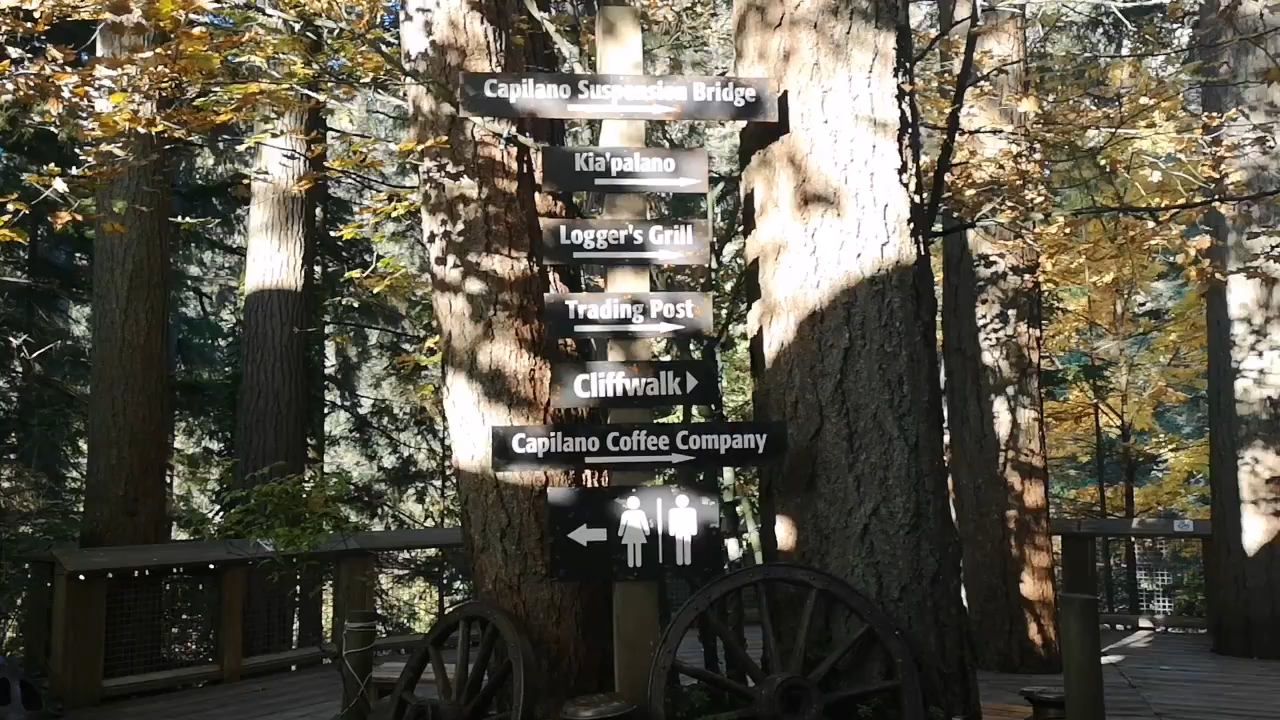 Capilano Suspension Bridge
Kia'palano
Logger's Grill
Trading Post
Cliffwalk
Capilano Coffee Company